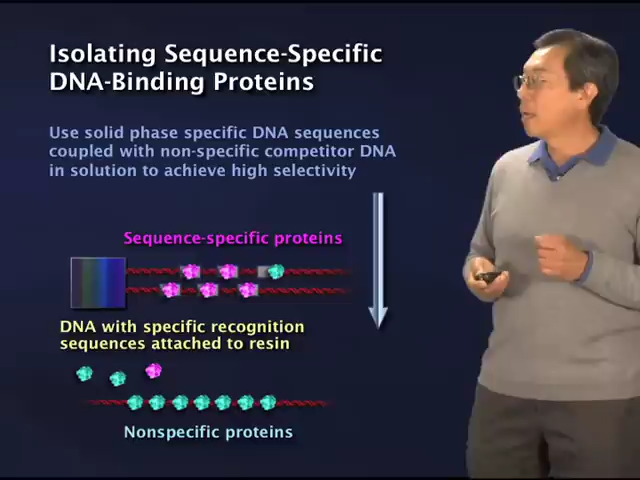 Isolating Sequence-Specific
DNA-Binding Proteins
Use solid phase specific DNA sequences
coupled with non-specific competitor DNA
in solution to achieve high selectivity
Sequence-specific proteins
DNA with specific recognition
sequences attached to resin
Nonspecific proteins